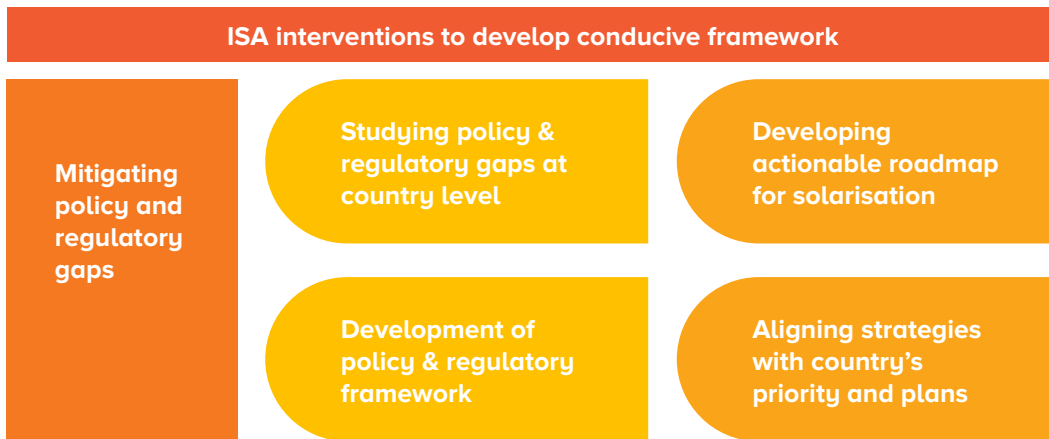 ISA interventions to develop conducive framework
Mitigating
policy and
regulatory
gaps
Studying policy &
regulatory gaps at
country level
Developing
actionable roadmap
for solarisation
Development of
policy & regulatory
framework
Aligning strategies
with country's
priority and plans